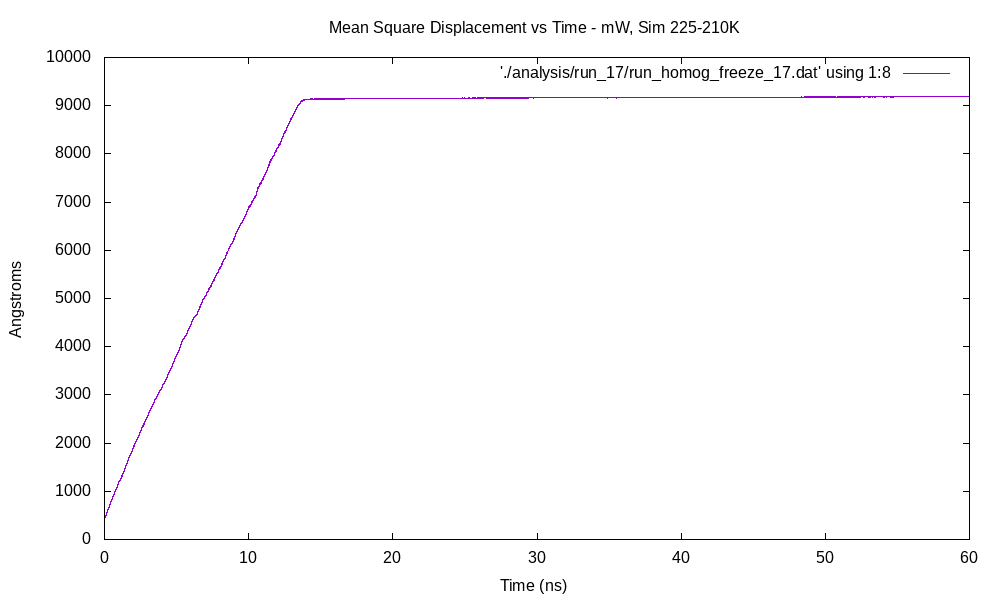 Mean Square Displacement vs Time - mW, Sim 225-210K
'./analysis/run_17/run_homog_freeze_17.dat' using 1:8
10000
9000
8000
7000
6000
5000
4000
3000
2000
1000
0
Angstroms
0 10 20 30 40 50 60
Time (ns)